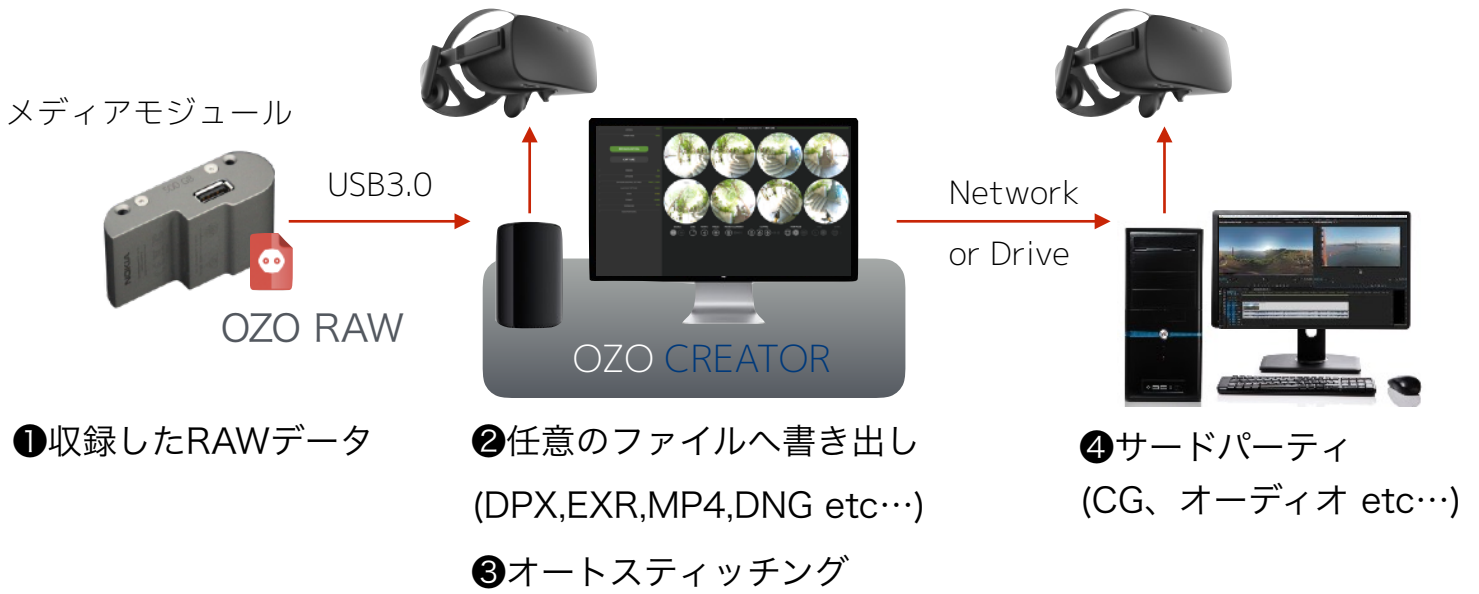 メディアモジュール
500 GB
NOKIA
USB3.0
OZO RAW
OZO CREATOR
Network
or Drive
❶収録したRAWデータ
❷任意のファイルへ書き出し
(DPX,EXR,MP4,DNG etc…)
❸オートスティッチング
❹サードパーティ
(CG、オーディオ etc…)